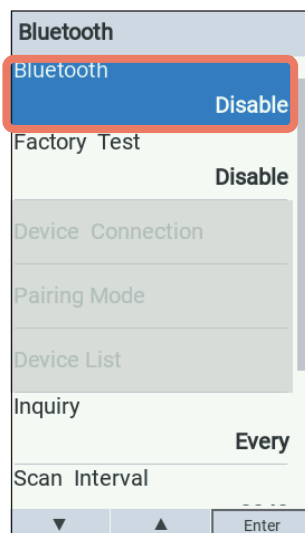 Bluetooth
Bluetooth
Disable
Factory Test
Disable
Device Connection
Pairing Mode
Device List
Inquiry
Every
Scan Interval
▼ ▲ Enter